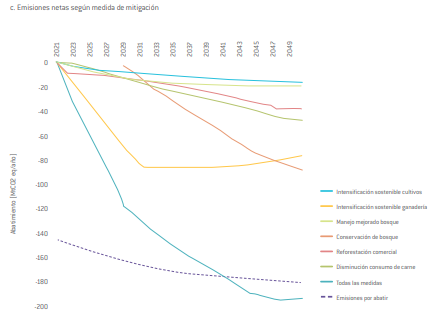 c. Emisiones netas según medida de mitigación
2021 2023 2025 2027 2029 2031 2033 2035 2037 2039 2041 2043 2045 2047 2049
0
-20
-40
-60
-80
-100
-120
-140
-160
-180
-200
Abatimiento [MtCO2-eq/año]
Intensificación sostenible cultivos
Intensificación sostenible ganadería
Manejo mejorado bosque
Conservación de bosque
Reforestación comercial
Disminución consumo de carne
Todas las medidas
Emisiones por abatir